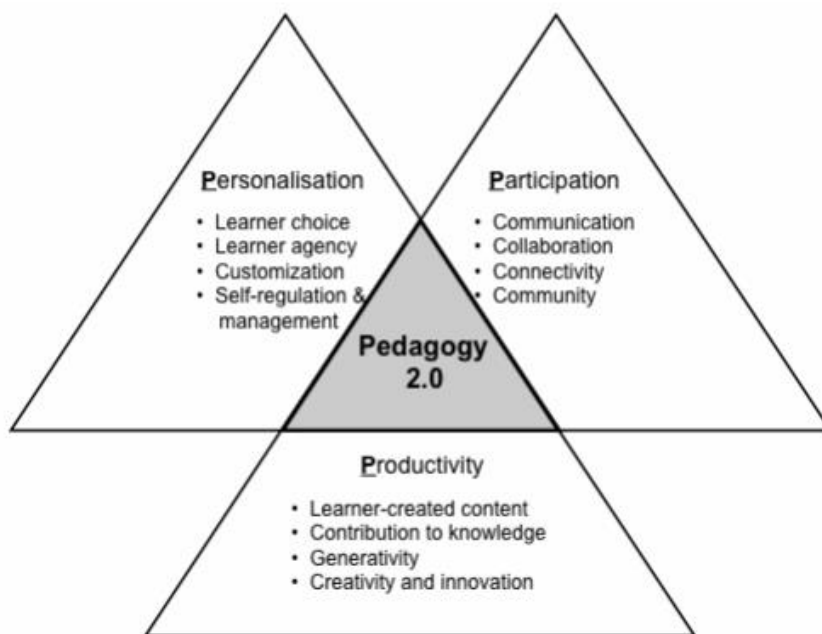 Personalisation
• Learner choice
• Learner agency
• Customization
• Self-regulation &
management
Participation
• Communication
• Collaboration
• Connectivity
• Community
Pedagogy
2.0
Productivity
• Learner-created content
• Contribution to knowledge
• Generativity
• Creativity and innovation